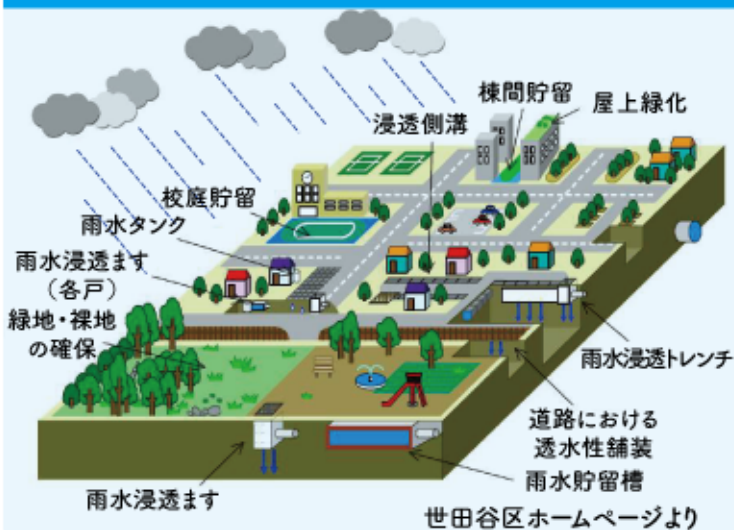 棟間貯留
屋上緑化
浸透側溝
校庭貯留
雨水タンク
雨水浸透ます
（各戸）
緑地・裸地
の確保
雨水浸透トレンチ
道路における
透水性舗装
雨水貯留槽
雨水浸透ます
世田谷区ホームページより